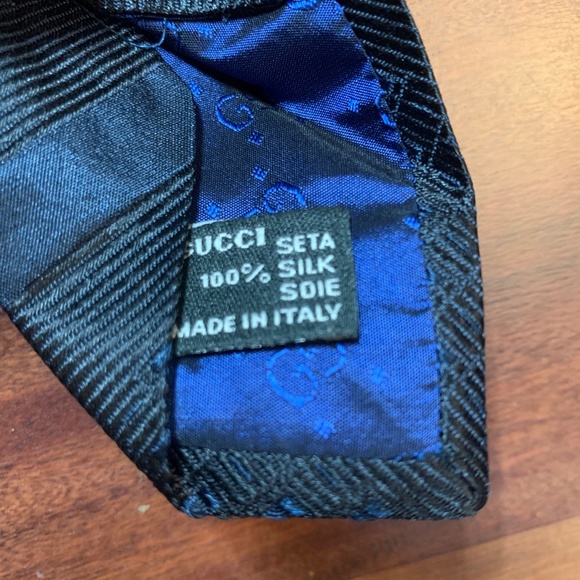 GUCCI SETA
100% SILK
SOIE
MADE IN ITALY
G
G